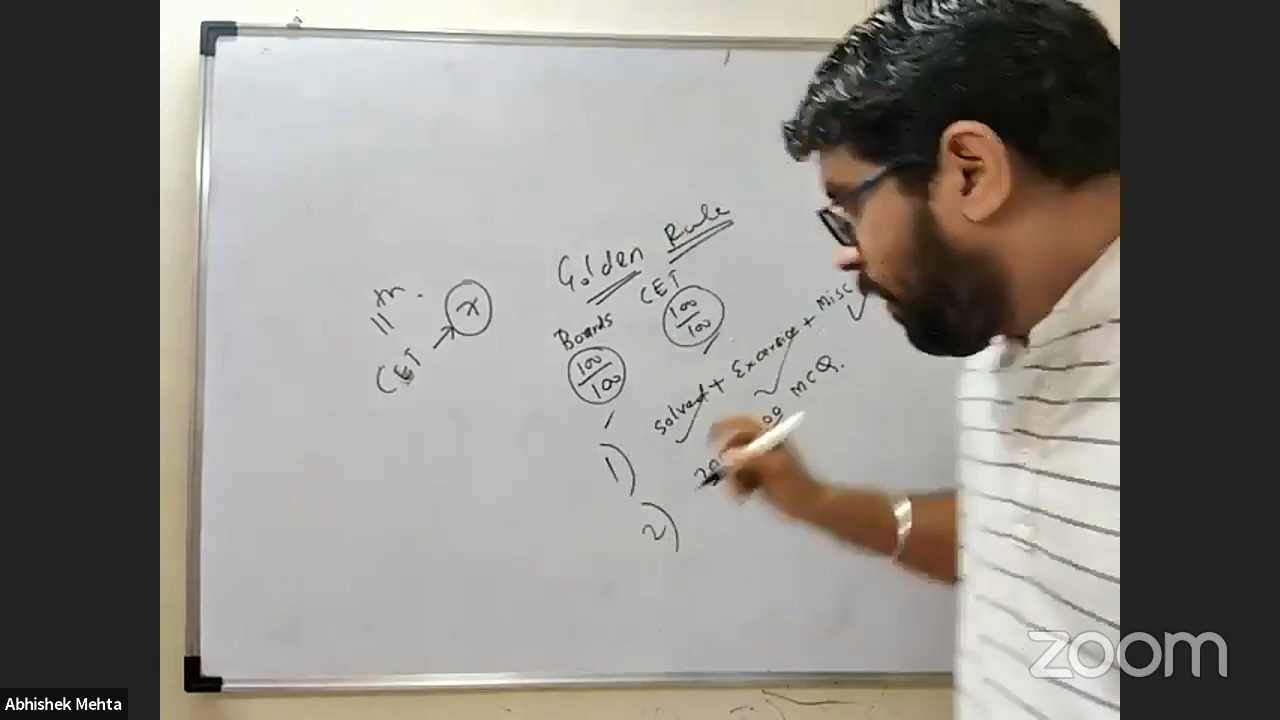 Golden Rule
Boards CET
100/100 100/100
1) Solved + Exercise + Misc
2) MCQ.
11th.
CET →
Abhishek Mehta
zoom